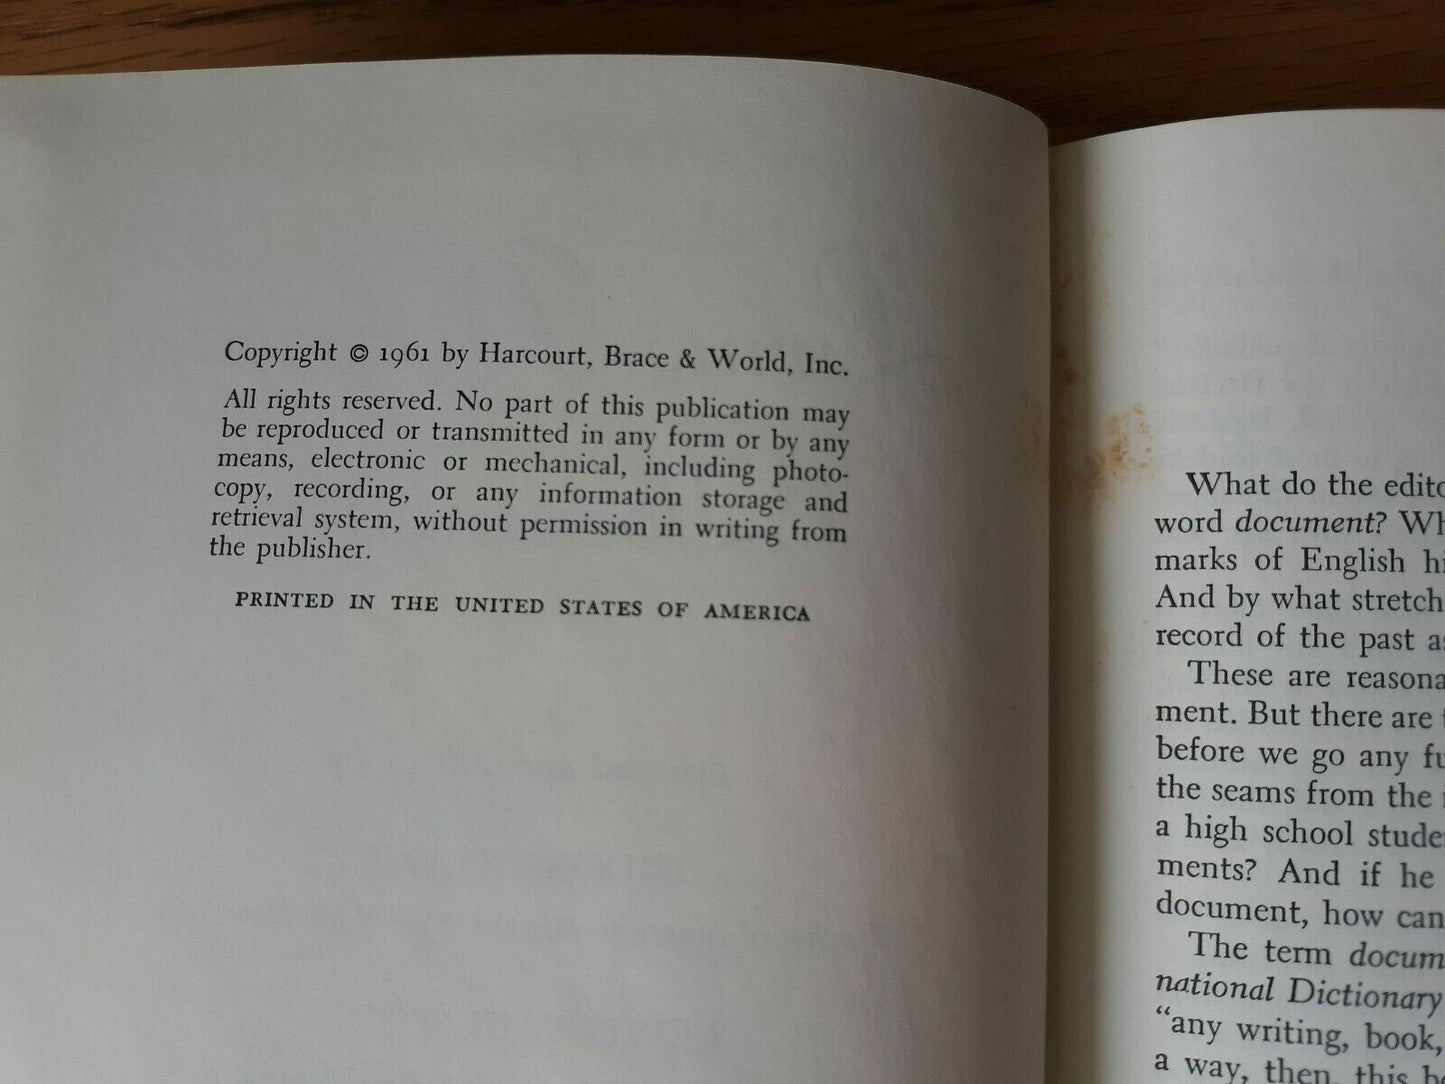 Copyright © 1961 by Harcourt, Brace & World, Inc.
All rights reserved. No part of this publication may
be reproduced or transmitted in any form or by any
means, electronic or mechanical, including photo-
copy, recording, or any information storage and
retrieval system, without permission in writing from
the publisher.
PRINTED IN THE UNITED STATES OF AMERICA
What do the edito
word document? Wh
marks of English hi
And by what stretch
record of the past as
These are reasona
ment. But there are
before we go any fu
the seams from the
a high school stude
ments? And if he
document, how can
The term docum
national Dictionary
"any writing, book,
a way, then, this